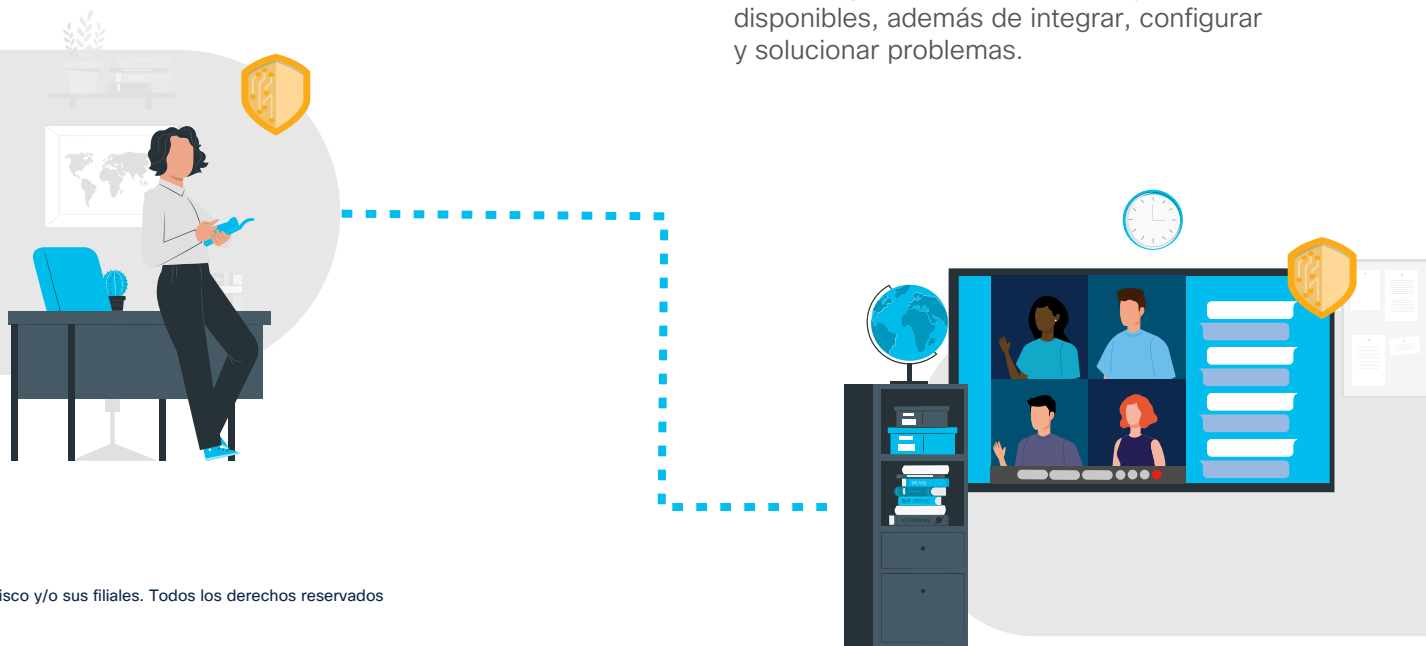 disponibles, además de integrar, configurar
y solucionar problemas.
isco y/o sus filiales. Todos los derechos reservados